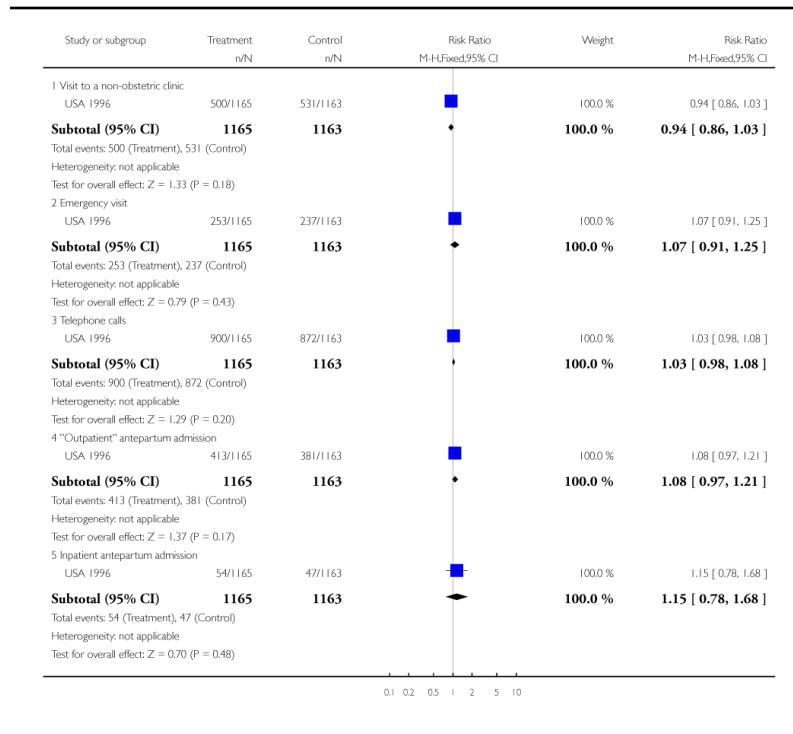 Study or subgroup Treatment Control Risk Ratio Weight Risk Ratio
n/N n/N M-H,Fixed,95% CI M-H,Fixed,95% CI
1 Visit to a non-obstetric clinic
USA 1996 500/1165 531/1163 100.0 % 0.94 [ 0.86, 1.03 ]
Subtotal (95% CI) 1165 1163 100.0 % 0.94 [ 0.86, 1.03 ]
Total events: 500 (Treatment), 531 (Control)
Heterogeneity: not applicable
Test for overall effect: Z = 1.33 (P = 0.18)
2 Emergency visit
USA 1996 253/1165 237/1163 100.0 % 1.07 [ 0.91, 1.25 ]
Subtotal (95% CI) 1165 1163 100.0 % 1.07 [ 0.91, 1.25 ]
Total events: 253 (Treatment), 237 (Control)
Heterogeneity: not applicable
Test for overall effect: Z = 0.79 (P = 0.43)
3 Telephone calls
USA 1996 900/1165 872/1163 100.0 % 1.03 [ 0.98, 1.08 ]
Subtotal (95% CI) 1165 1163 100.0 % 1.03 [ 0.98, 1.08 ]
Total events: 900 (Treatment), 872 (Control)
Heterogeneity: not applicable
Test for overall effect: Z = 1.29 (P = 0.20)
4 "Outpatient" antepartum admission
USA 1996 413/1165 381/1163 100.0 % 1.08 [ 0.97, 1.21 ]
Subtotal (95% CI) 1165 1163 100.0 % 1.08 [ 0.97, 1.21 ]
Total events: 413 (Treatment), 381 (Control)
Heterogeneity: not applicable
Test for overall effect: Z = 1.37 (P = 0.17)
5 Inpatient antepartum admission
USA 1996 54/1165 47/1163 100.0 % 1.15 [ 0.78, 1.68 ]
Subtotal (95% CI) 1165 1163 100.0 % 1.15 [ 0.78, 1.68 ]
Total events: 54 (Treatment), 47 (Control)
Heterogeneity: not applicable
Test for overall effect: Z = 0.70 (P = 0.48)
0.1 0.2 0.5 1 2 5 10